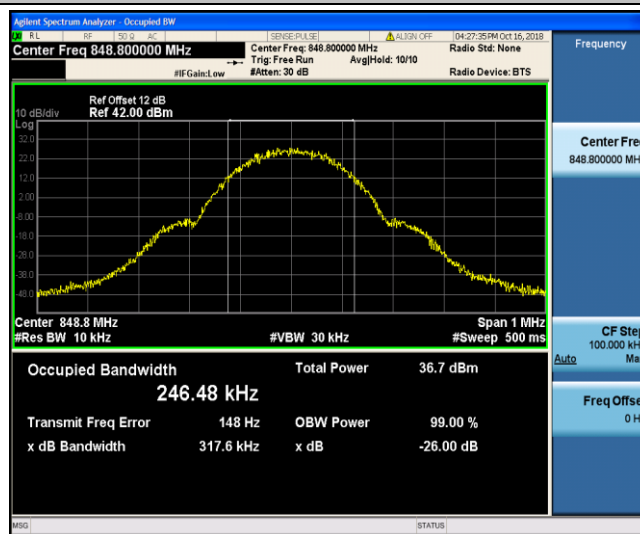 Agilent Spectrum Analyzer - Occupied BW
RL RF 50 Ω AC SENSE:PULSE ALIGN OFF 04:27:35 PM Oct 16, 2018
Center Freq 848.800000 MHz
Center Freq: 848.800000 MHz
Radio Std: None
Trig: Free Run Avg|Hold: 10/10
#IFGain:Low #Atten: 30 dB Radio Device: BTS
Frequency
Ref Offset 12 dB
10 dB/div Ref 42.00 dBm
Log
32.0
22.0
12.0
2.00
-8.00
-18.0
-28.0
-38.0
-48.0
Center Fre
848.800000 MH
Center 848.8 MHz Span 1 MHz
#Res BW 10 kHz #VBW 30 kHz #Sweep 500 ms
CF Step
100.000 kH
Auto Ma
Occupied Bandwidth Total Power 36.7 dBm
246.48 kHz
Transmit Freq Error 148 Hz OBW Power 99.00 %
x dB Bandwidth 317.6 kHz x dB -26.00 dB
Freq Offse
0 H
MSG STATUS